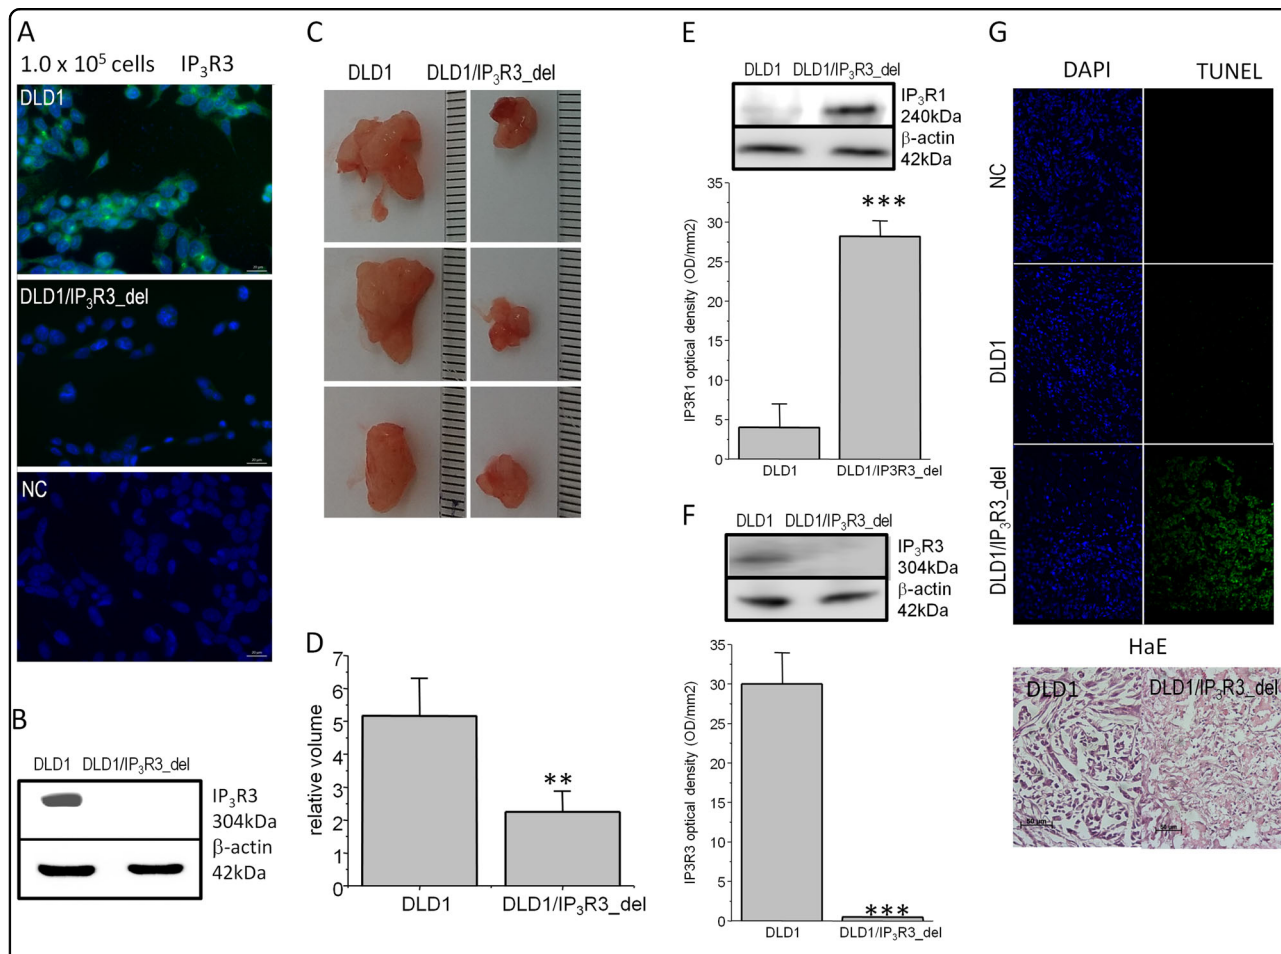 A
1.0 x 10⁵ cells IP₃R3
DLD1
DLD1/IP₃R3_del
NC
B
DLD1 DLD1/IP₃R3_del
IP₃R3
304kDa
β-actin
42kDa
C
DLD1 DLD1/IP₃R3_del
D
relative volume
7
6
5
4
3
2
1
0
**
DLD1 DLD1/IP₃R3_del
E
DLD1 DLD1/IP₃R3_del
IP₃R1
240kDa
β-actin
42kDa
IP3R1 optical density (OD/mm2)
35
30
25
20
15
10
5
0
***
DLD1 DLD1/IP3R3_del
F
DLD1 DLD1/IP₃R3_del
IP₃R3
304kDa
β-actin
42kDa
IP3R3 optical density (OD/mm2)
35
30
25
20
15
10
5
0
***
DLD1 DLD1/IP₃R3_del
G
DAPI TUNEL
NC
DLD1
DLD1/IP₃R3_del
HaE
DLD1 DLD1/IP₃R3_del
50 µm